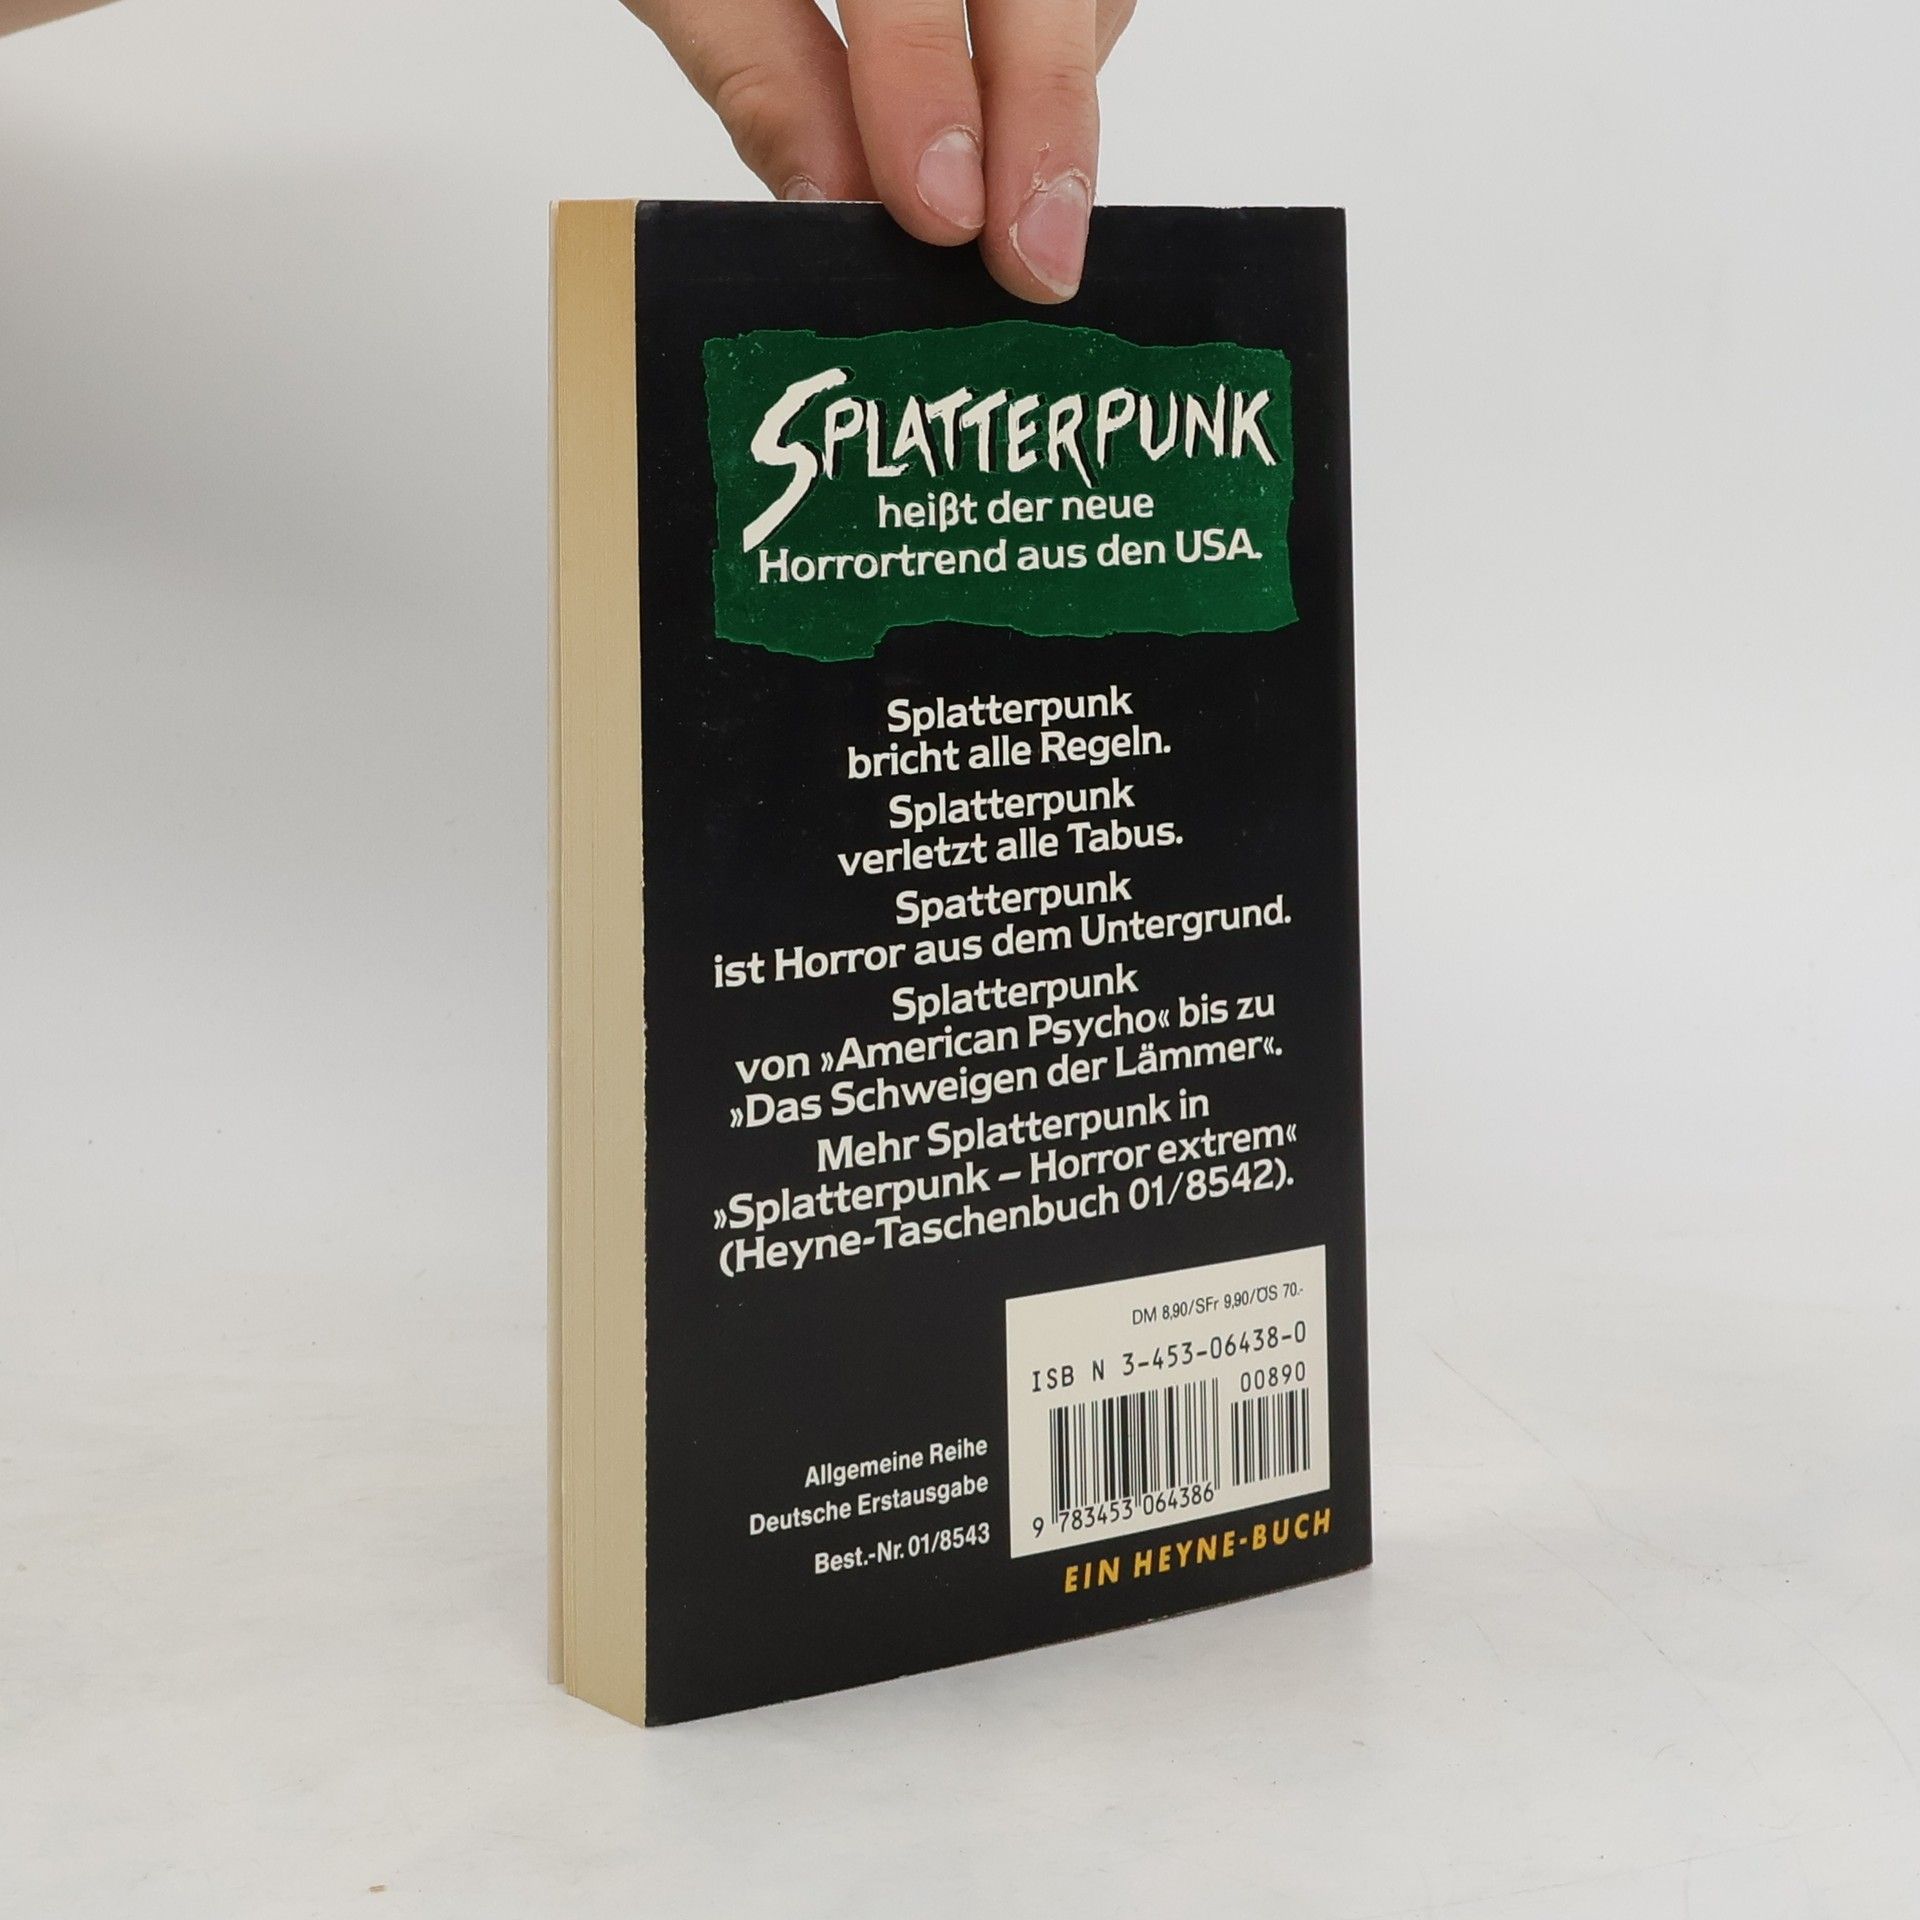 SPLATTERPUNK
heißt der neue
Horrortrend aus den USA.
Splatterpunk
bricht alle Regeln.
Splatterpunk
verletzt alle Tabus.
Spatterpunk
ist Horror aus dem Untergrund.
Splatterpunk
von »American Psycho« bis zu
»Das Schweigen der Lämmer«.
Mehr Splatterpunk in
»Splatterpunk – Horror extrem«
(Heyne-Taschenbuch 01/8542).
DM 8,90/SFr 9,90/ÖS 70.-
ISB N 3-453-06438-0
00890
9 783453 064386
Allgemeine Reihe
Deutsche Erstausgabe
Best.-Nr. 01/8543
EIN HEYNE-BUCH